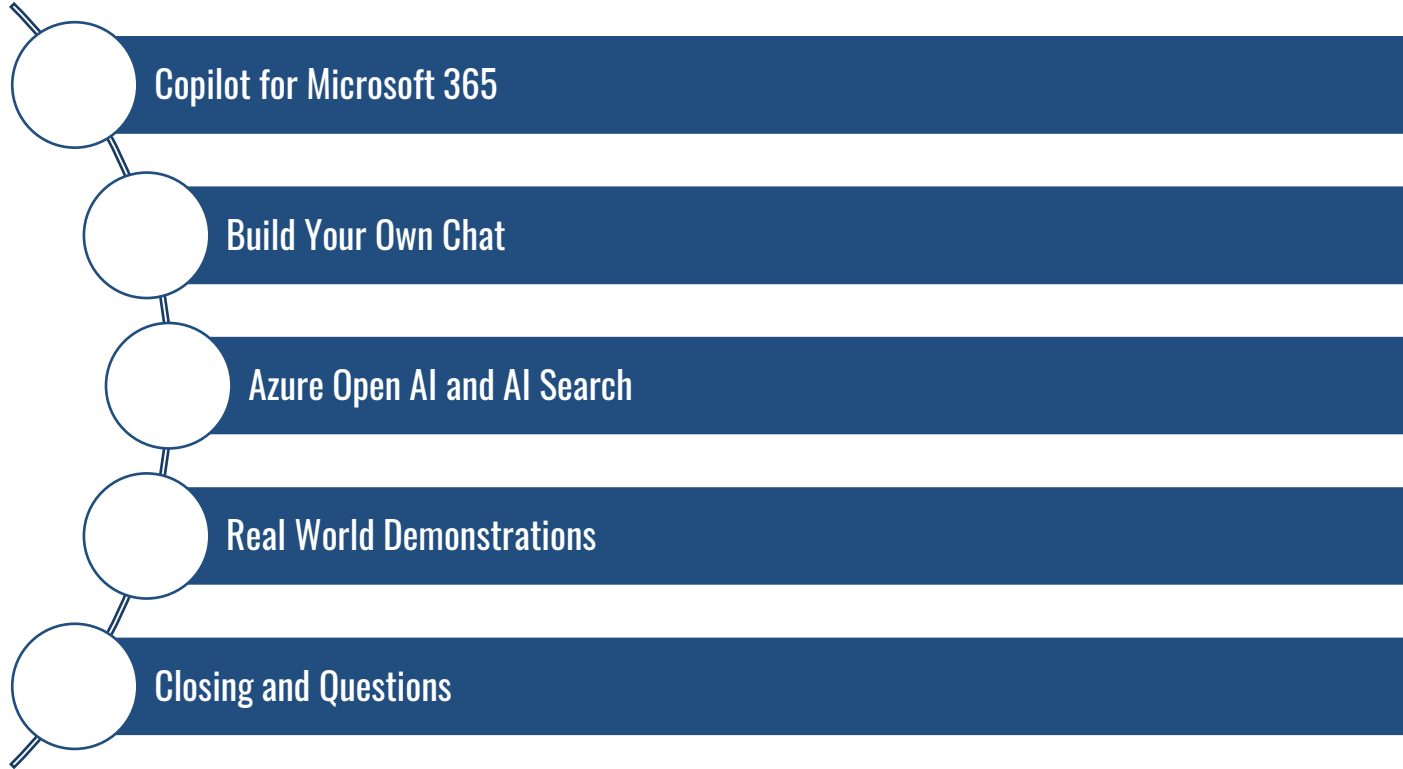 Copilot for Microsoft 365
Build Your Own Chat
Azure Open AI and AI Search
Real World Demonstrations
Closing and Questions